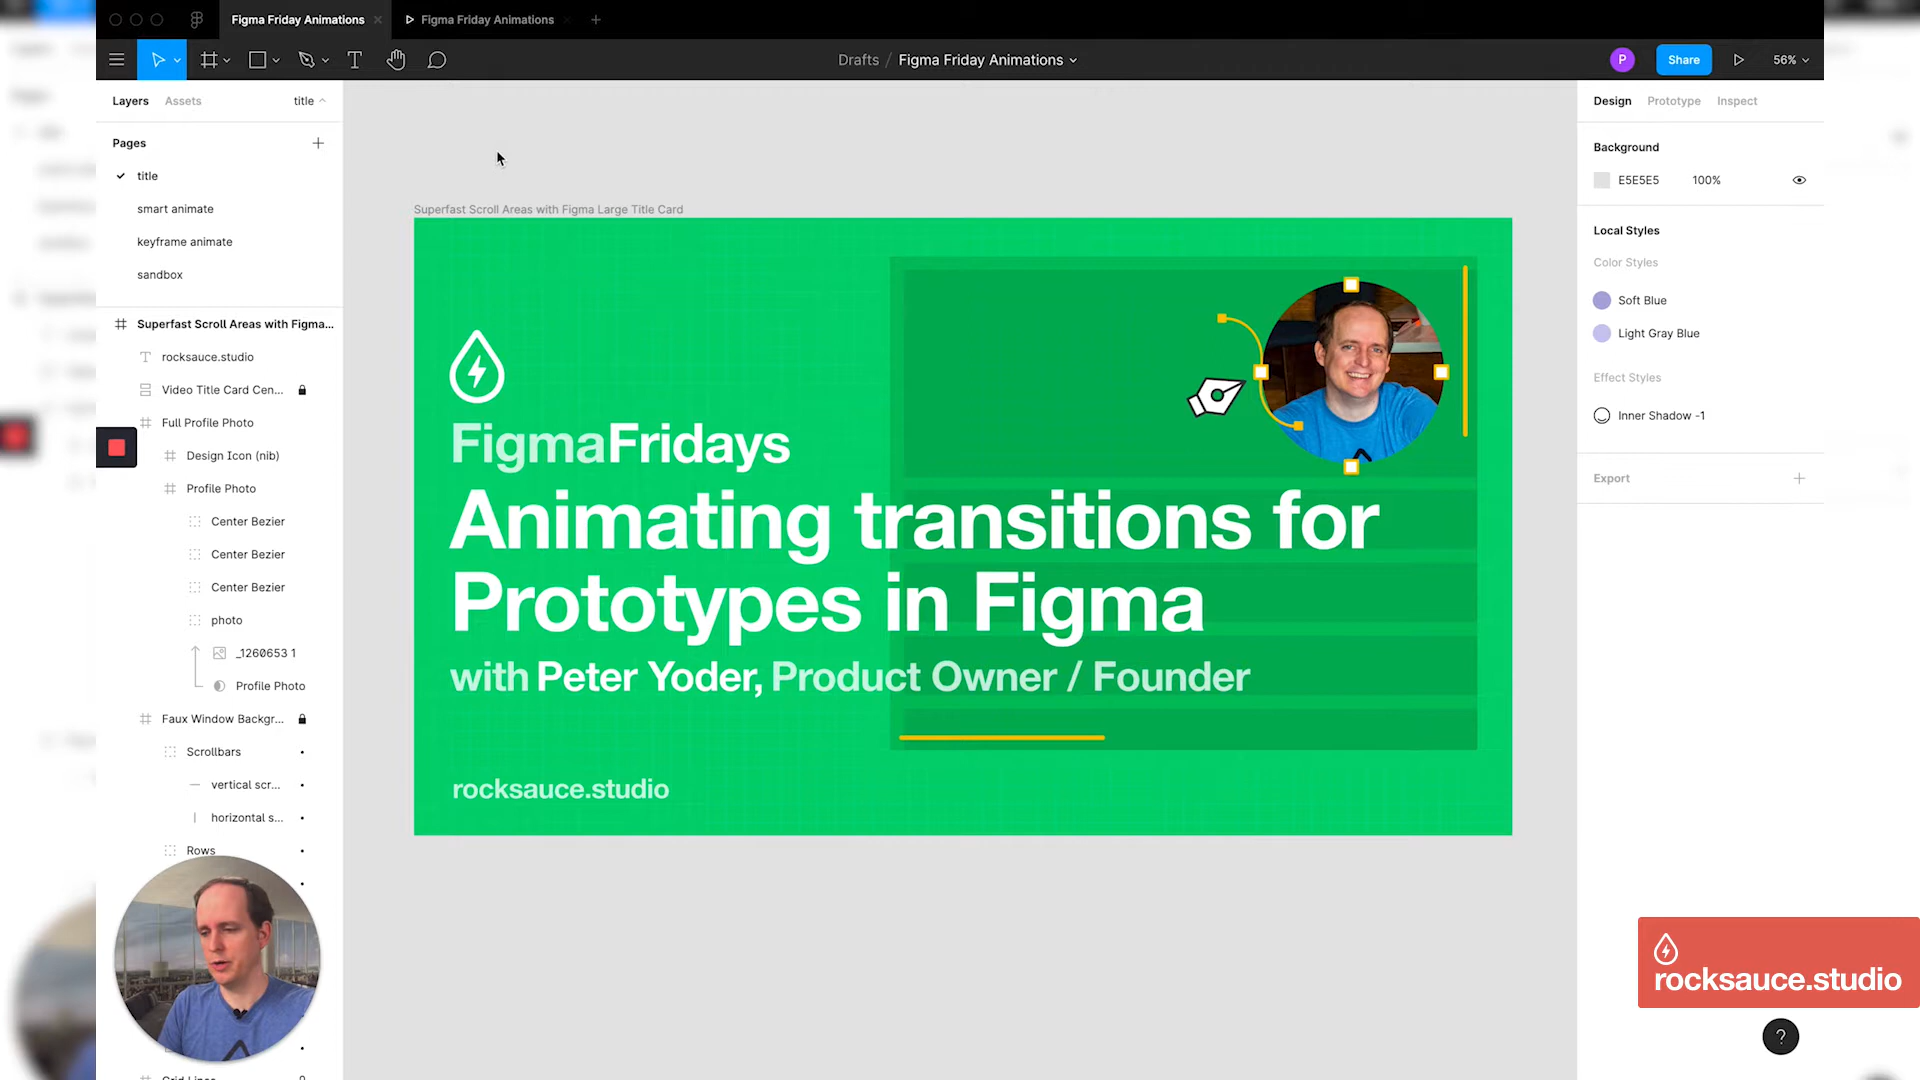 Figma Friday Animations
Figma Friday Animations
Drafts / Figma Friday Animations
P
Share
56%
Layers
Assets
title
Pages
title
smart animate
keyframe animate
sandbox
Superfast Scroll Areas with Figma...
rocksauce.studio
Video Title Card Cen...
Full Profile Photo
Design Icon (nib)
Profile Photo
Center Bezier
Center Bezier
Center Bezier
photo
_1260653 1
Profile Photo
Faux Window Backgr...
Scrollbars
vertical scr...
horizontal s...
Rows
Superfast Scroll Areas with Figma Large Title Card
FigmaFridays
Animating transitions for
Prototypes in Figma
with Peter Yoder, Product Owner / Founder
rocksauce.studio
Design
Prototype
Inspect
Background
E5E5E5
100%
Local Styles
Color Styles
Soft Blue
Light Gray Blue
Effect Styles
Inner Shadow -1
Export
rocksauce.studio
?